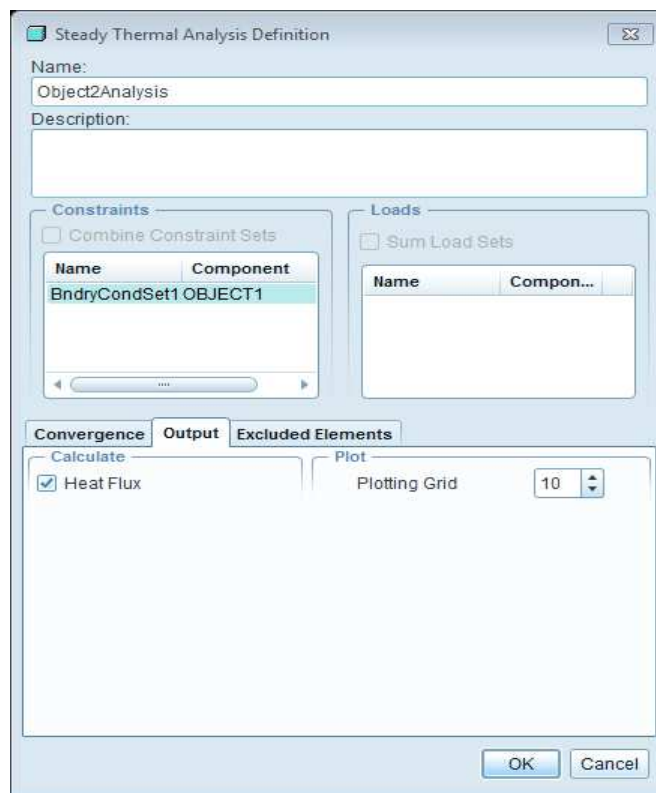 Steady Thermal Analysis Definition
Name:
Object2Analysis
Description:
Constraints
Loads
Combine Constraint Sets
Sum Load Sets
Name Component
BndryCondSet1 OBJECT1
Name Compon...
Convergence Output Excluded Elements
Calculate
Plot
Heat Flux
Plotting Grid 10
OK Cancel